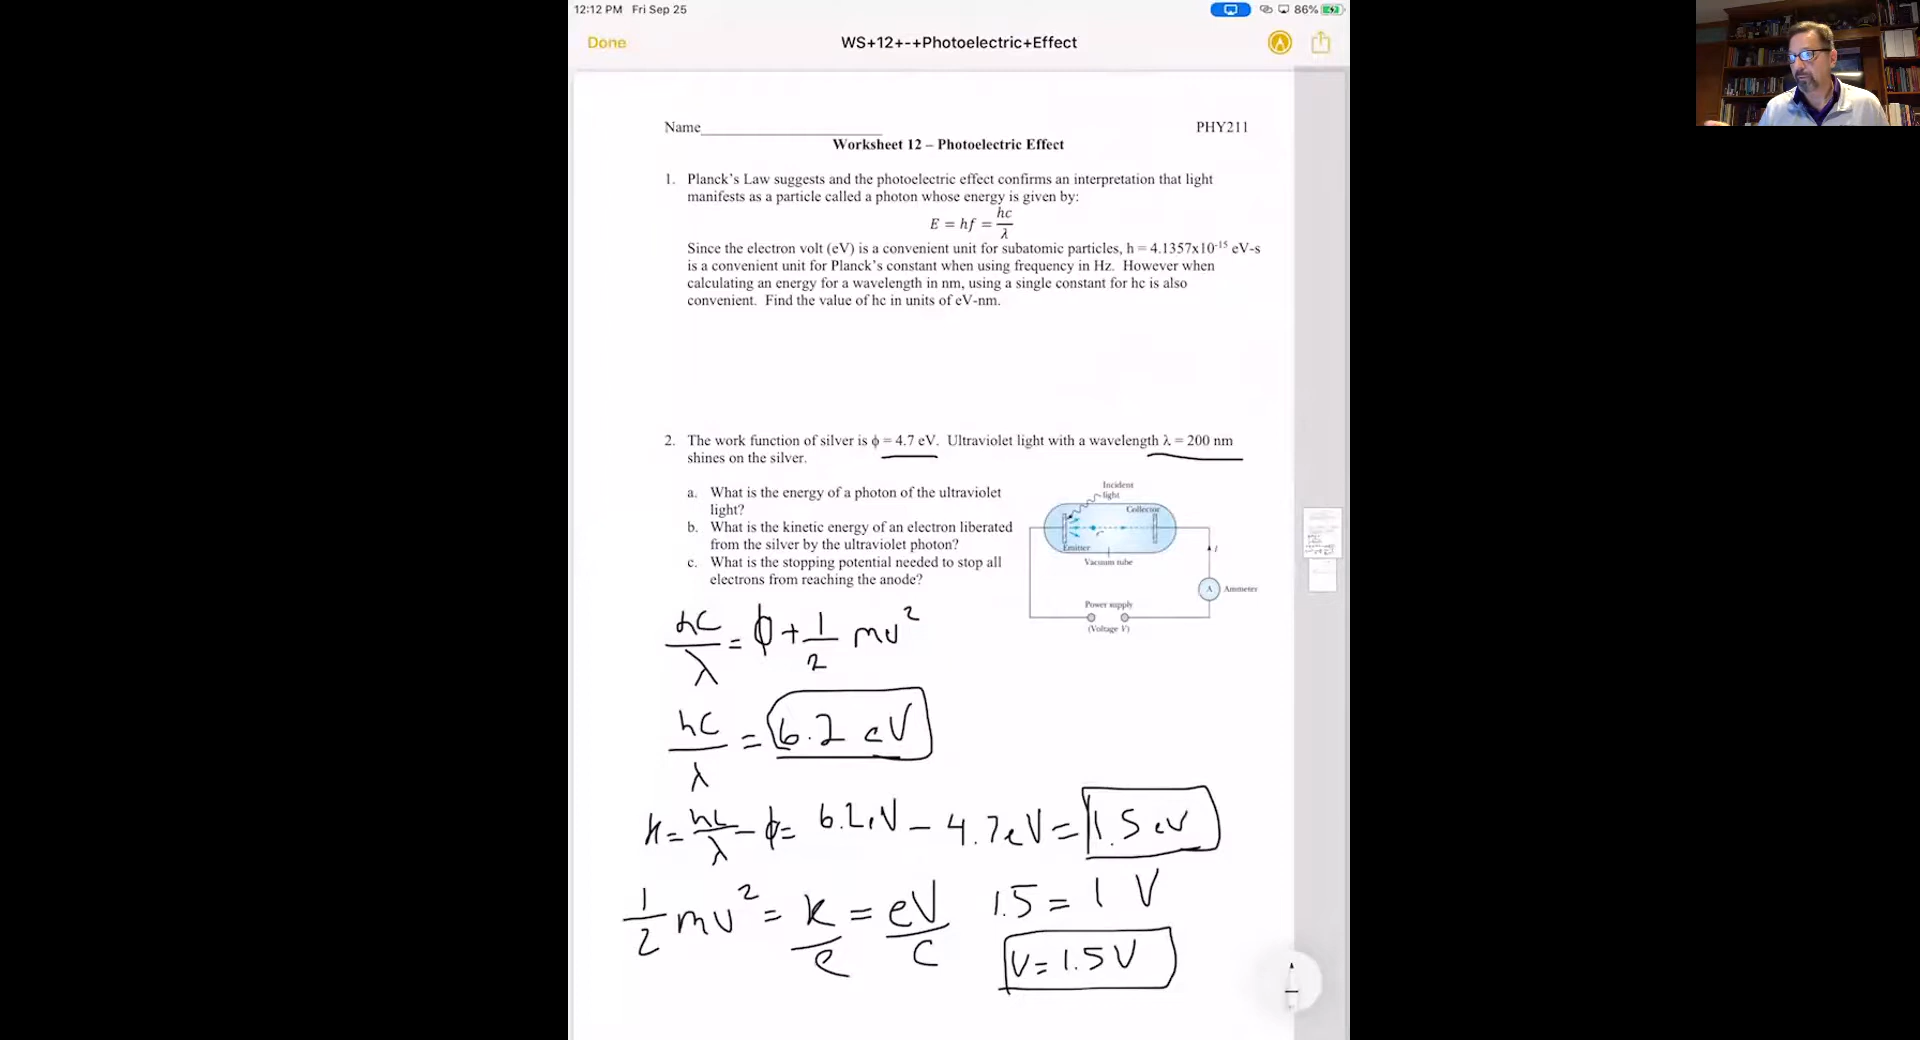 12:12 PM Fri Sep 25
86%
Done
WS+12+-+Photoelectric+Effect
Name____________________ PHY211
Worksheet 12 – Photoelectric Effect
1. Planck's Law suggests and the photoelectric effect confirms an interpretation that light
manifests as a particle called a photon whose energy is given by:
E = hf = hc/λ
Since the electron volt (eV) is a convenient unit for subatomic particles, h = 4.1357x10⁻¹⁵ eV-s
is a convenient unit for Planck's constant when using frequency in Hz. However when
calculating an energy for a wavelength in nm, using a single constant for hc is also
convenient. Find the value of hc in units of eV-nm.
2. The work function of silver is ϕ = 4.7 eV. Ultraviolet light with a wavelength λ = 200 nm
shines on the silver.
a. What is the energy of a photon of the ultraviolet
light?
b. What is the kinetic energy of an electron liberated
from the silver by the ultraviolet photon?
c. What is the stopping potential needed to stop all
electrons from reaching the anode?
Incident
light
Collector
Emitter
Vacuum tube
I
A Ammeter
Power supply
(Voltage V)
hc/λ = ϕ + 1/2 mv²
hc/λ = 6.2 eV
K = hc/λ - ϕ = 6.2eV - 4.7eV = 1.5 eV
1/2 mv² = K/e = eV/e 1.5 = 1 V
V = 1.5 V